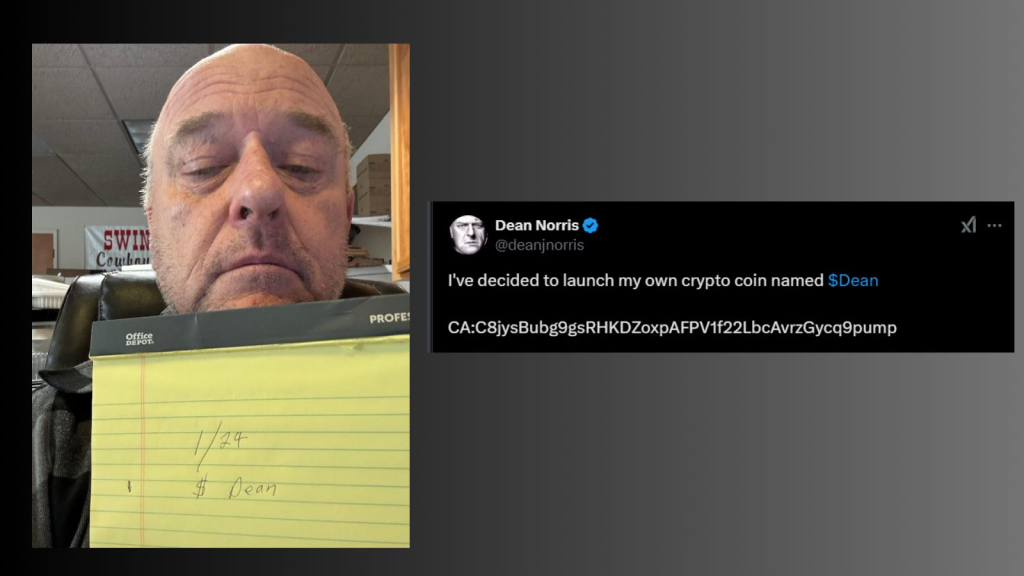 SWIN
Cowboy
Office
DEPOT.
PROFES
1/24
$ Dean
Dean Norris
@deanjnorris
I've decided to launch my own crypto coin named $Dean
CA:C8jysBubg9gsRHKDZoxpAFPV1f22LbcAvrzGycq9pump